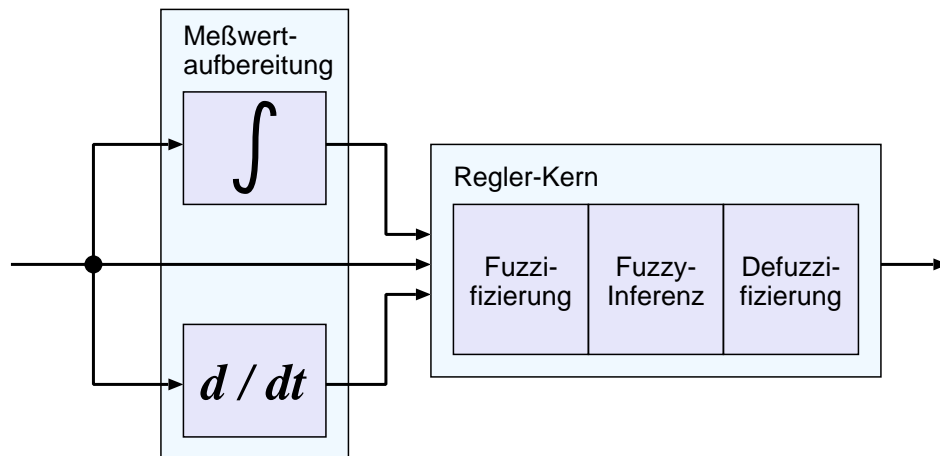 Meßwert-
aufbereitung
∫
d / dt
Regler-Kern
Fuzzi-
fizierung
Fuzzy-
Inferenz
Defuzzi-
fizierung